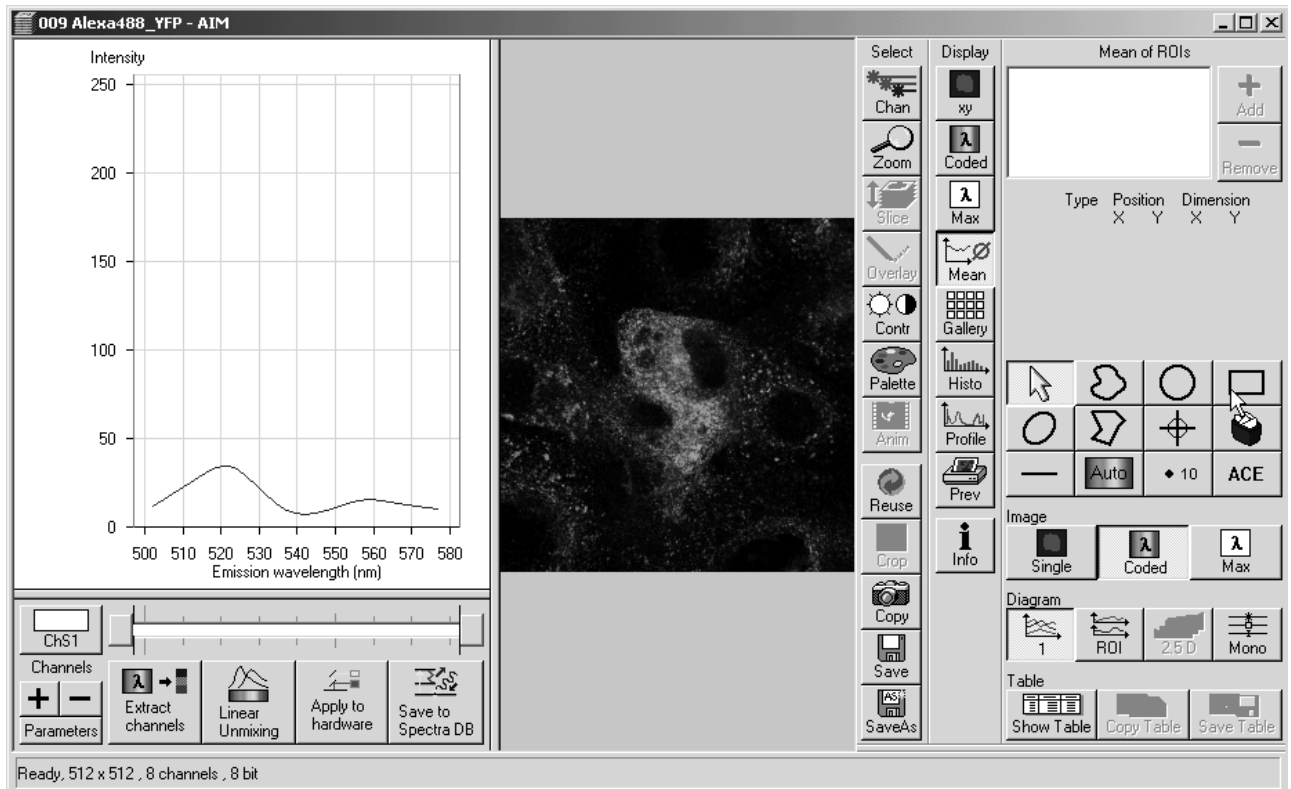 009 Alexa488_YFP - AIM
Intensity
250
200
150
100
50
0
500 510 520 530 540 550 560 570 580
Emission wavelength (nm)
ChS1
Channels
+ −
Parameters
λ
Extract
channels
Linear
Unmixing
Apply to
hardware
Save to
Spectra DB
Select
Chan
Zoom
Slice
Overlay
Contr
Palette
Anim
Reuse
Crop
Copy
Save
AS
SaveAs
Display
xy
λ
Coded
λ
Max
Mean
Gallery
Histo
Profile
Prev
i
Info
Mean of ROIs
+
Add
−
Remove
Type Position Dimension
X Y X Y
Auto
10
ACE
Image
Single
λ
Coded
λ
Max
Diagram
1
ROI
2.5 D
Mono
Table
Show Table
Copy Table
Save Table
Ready, 512 x 512 , 8 channels , 8 bit